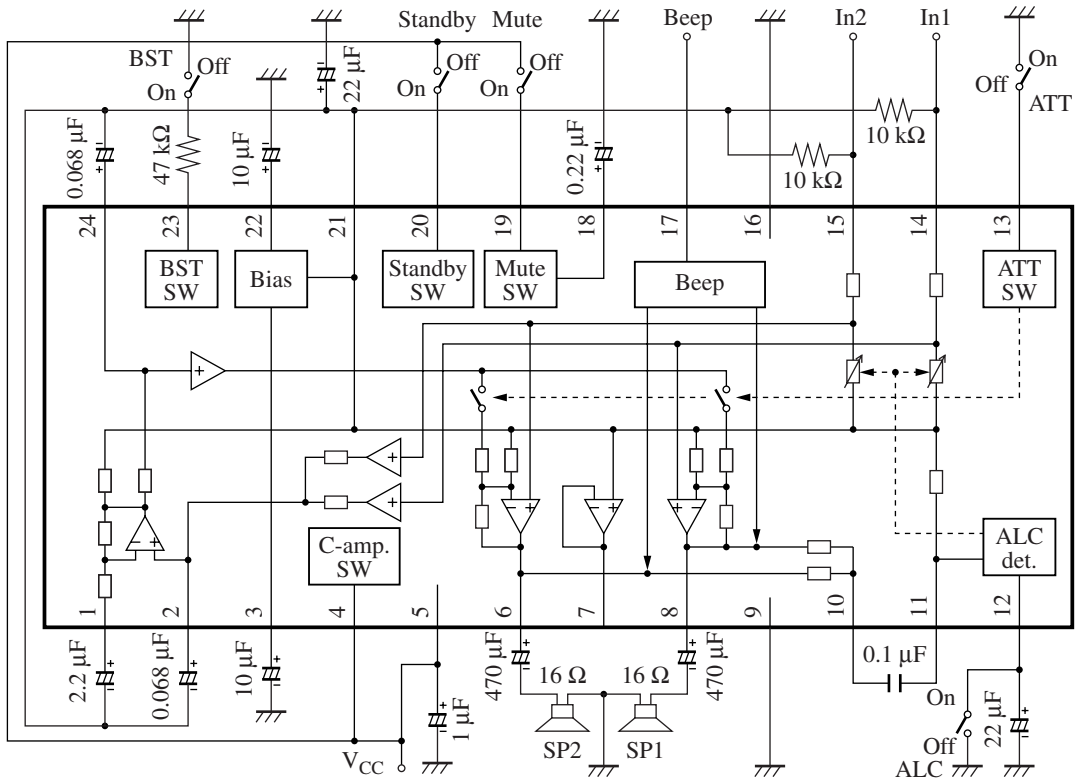 Standby Mute
Beep
In2
In1
BST
Off
On
22 µF
Off
On
Off
On
On
Off
ATT
0.068 µF
47 kΩ
10 µF
0.22 µF
10 kΩ
10 kΩ
24
23
22
21
20
19
18
17
16
15
14
13
BST
SW
Bias
Standby
SW
Mute
SW
Beep
ATT
SW
+
+
+
− +
− +
− +
+ −
C-amp.
SW
ALC
det.
1
2
3
4
5
6
7
8
9
10
11
12
2.2 µF
0.068 µF
10 µF
1 µF
470 µF
16 Ω
16 Ω
470 µF
0.1 µF
SP2
SP1
On
Off
ALC
22 µF
VCC